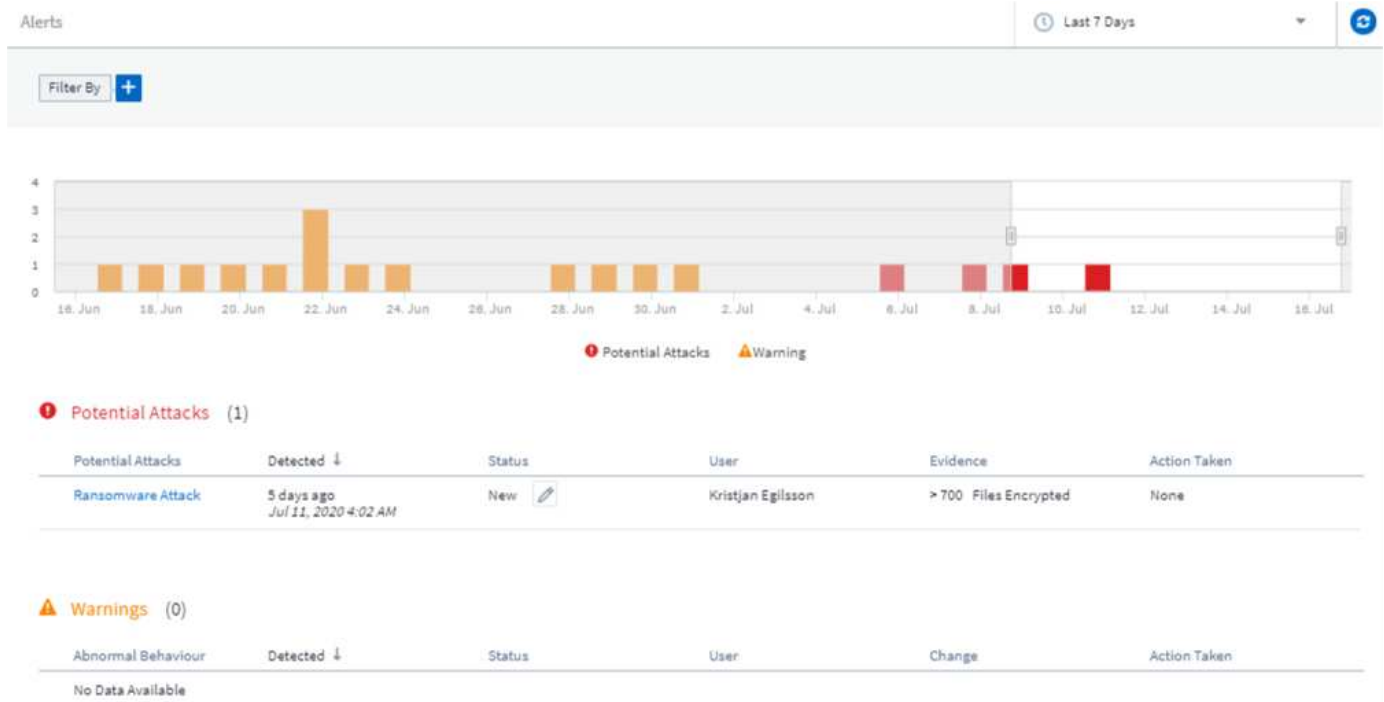 Alerts
Last 7 Days
Filter By +
4
3
2
1
0
16. Jun 18. Jun 20. Jun 22. Jun 24. Jun 26. Jun 28. Jun 30. Jun 2. Jul 4. Jul 6. Jul 8. Jul 10. Jul 12. Jul 14. Jul 16. Jul
Potential Attacks Warning
Potential Attacks (1)
Potential Attacks Detected ↓ Status User Evidence Action Taken
Ransomware Attack 5 days ago New Kristjan Egilsson > 700 Files Encrypted None
Jul 11, 2020 4:02 AM
Warnings (0)
Abnormal Behaviour Detected ↓ Status User Change Action Taken
No Data Available